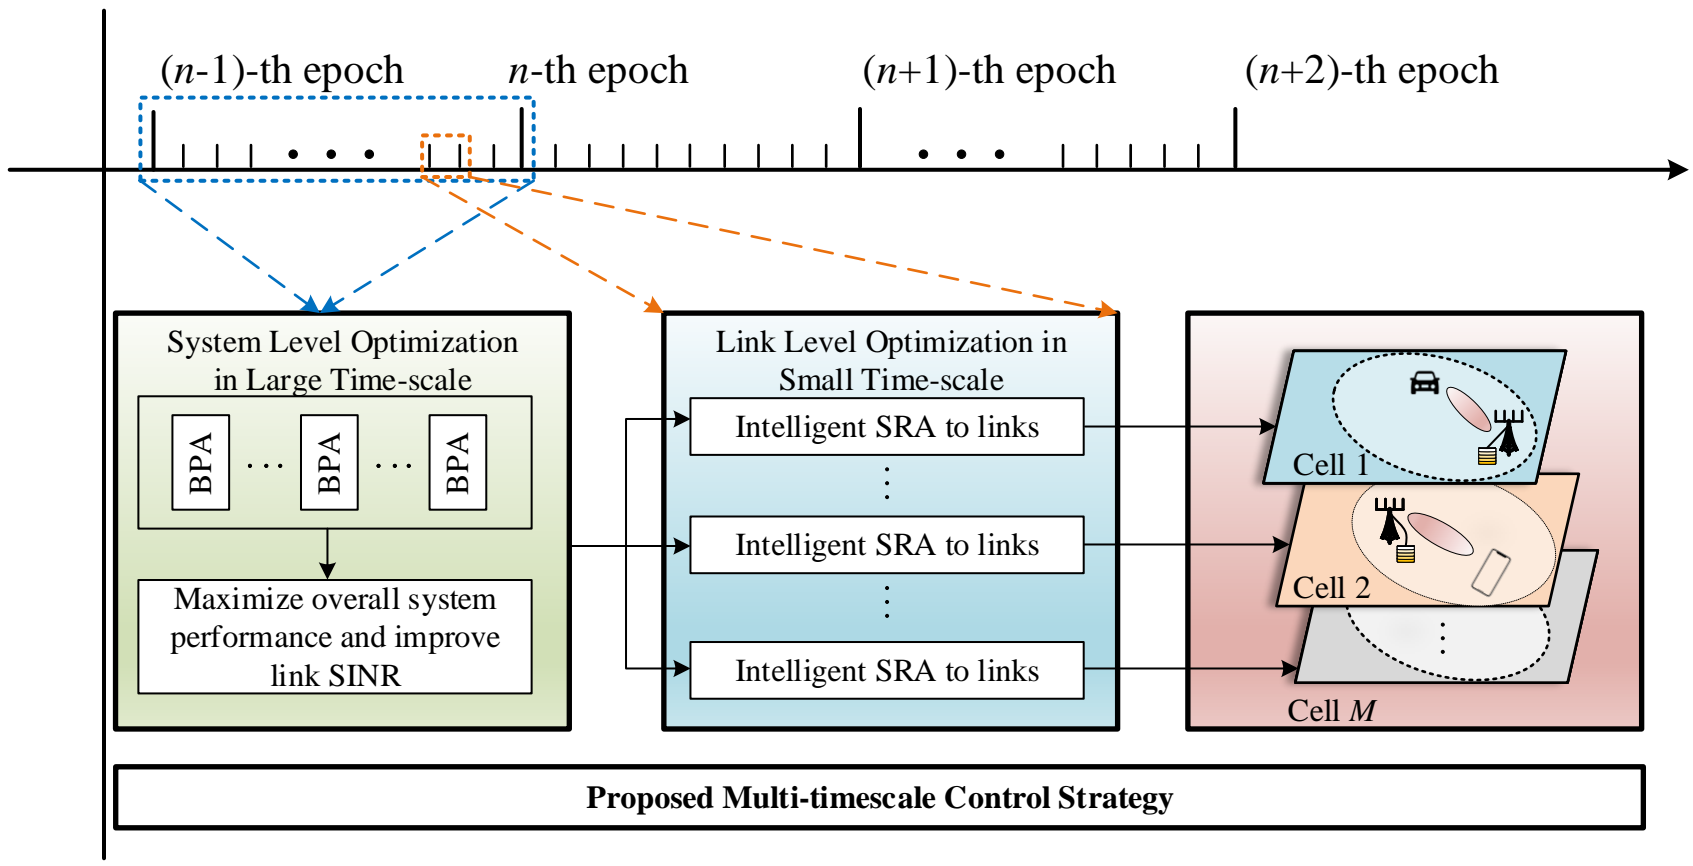 (n-1)-th epoch
n-th epoch
(n+1)-th epoch
(n+2)-th epoch
System Level Optimization
in Large Time-scale
BPA
BPA
BPA
Maximize overall system
performance and improve
link SINR
Link Level Optimization in
Small Time-scale
Intelligent SRA to links
Intelligent SRA to links
Intelligent SRA to links
Cell 1
Cell 2
Cell M
Proposed Multi-timescale Control Strategy